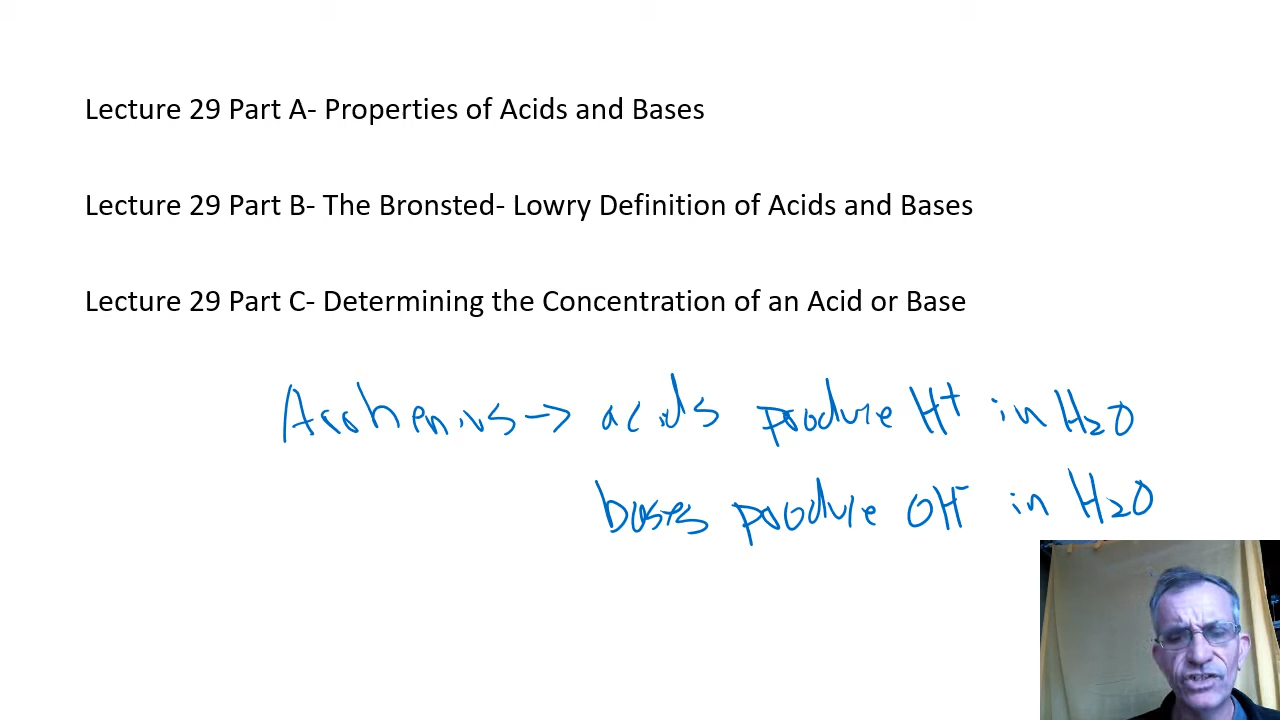 Lecture 29 Part A- Properties of Acids and Bases
Lecture 29 Part B- The Bronsted- Lowry Definition of Acids and Bases
Lecture 29 Part C- Determining the Concentration of an Acid or Base
Arrhenius → acids produce H⁺ in H₂O
bases produce OH⁻ in H₂O